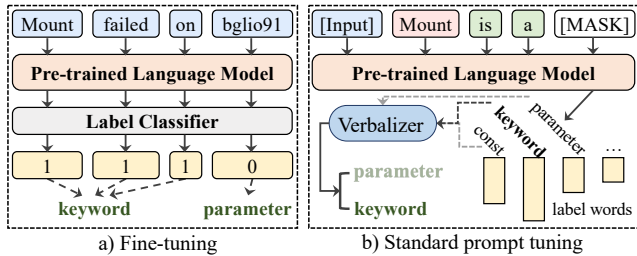 Mount failed on bglio91
Pre-trained Language Model
Label Classifier
1 1 1 0
keyword parameter
a) Fine-tuning
[Input] Mount is a [MASK]
Pre-trained Language Model
Verbalizer
const
keyword
parameter
...
parameter
keyword
label words
b) Standard prompt tuning